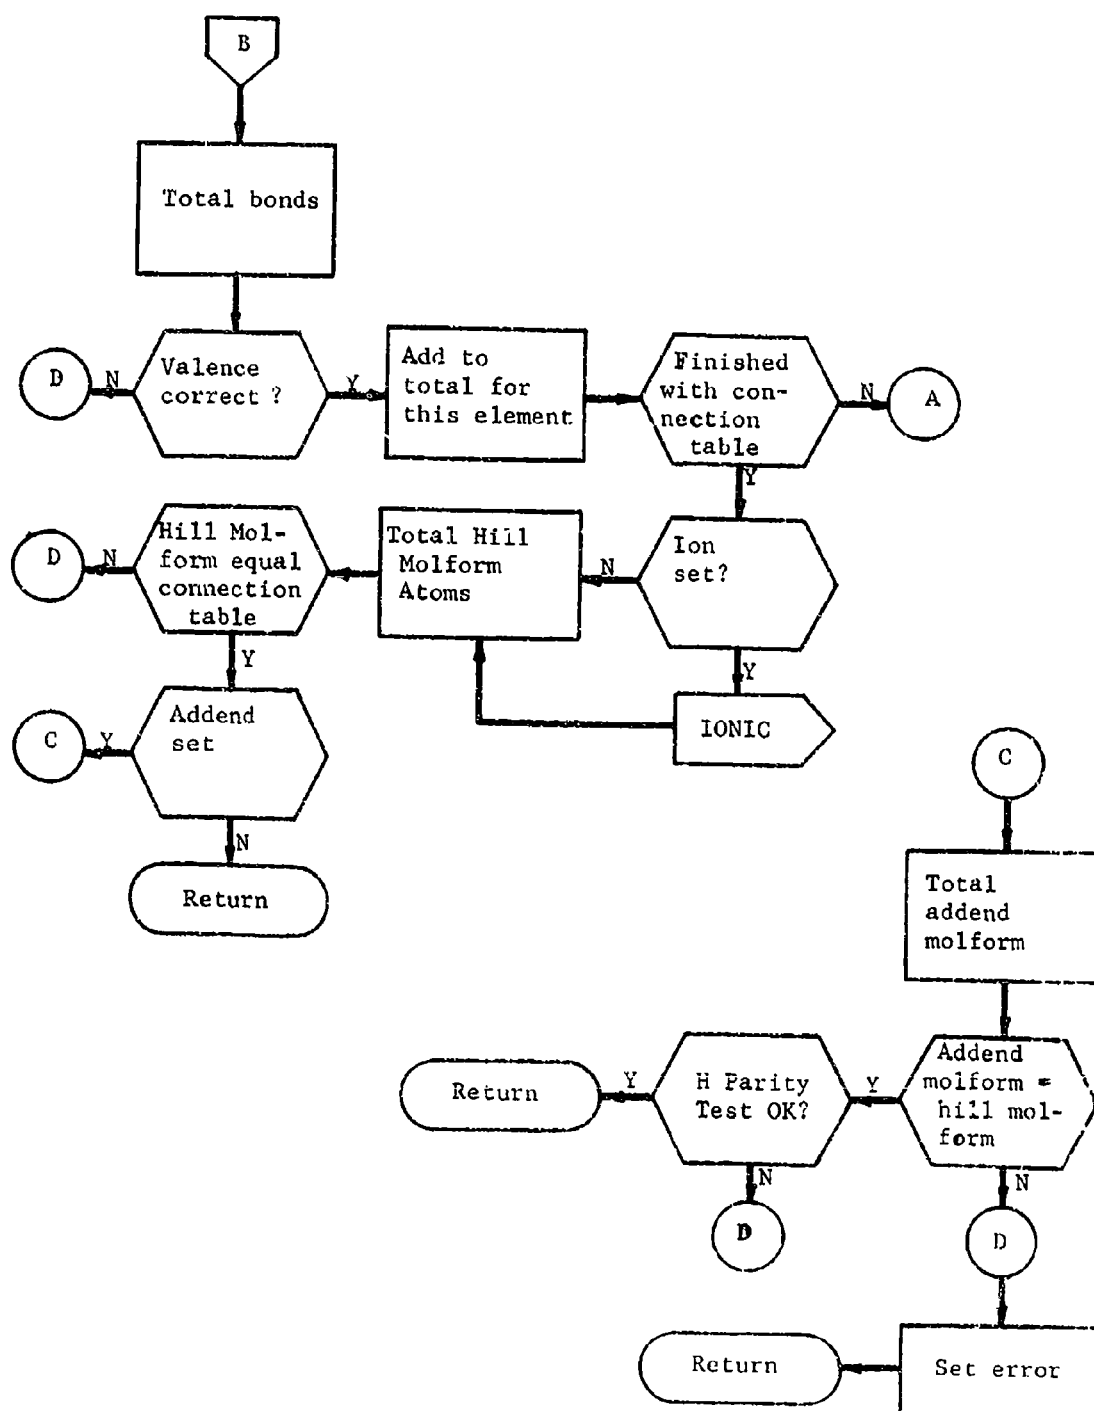 B
Total bonds
Valence
correct ?
N
D
Y
Add to
total for
this element
Finished
with con-
nection
table
N
A
Y
Ion
set?
N
Total Hill
Molform
Atoms
Hill Mol-
form equal
connection
table
N
D
Y
Y
IONIC
Addend
set
Y
C
N
Return
C
Total
addend
molform
Addend
molform =
hill mol-
form
Y
H Parity
Test OK?
Y
Return
N
D
N
D
Set error
Return